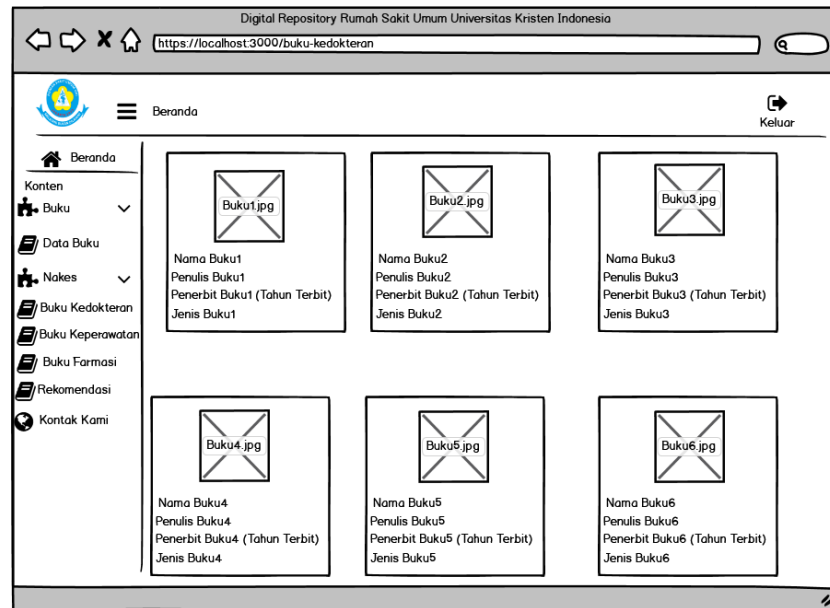 Digital Repository Rumah Sakit Umum Universitas Kristen Indonesia
https://localhost:3000/buku-kedokteran
Beranda
Keluar
Beranda
Konten
Buku
Data Buku
Nakes
Buku Kedokteran
Buku Keperawatan
Buku Farmasi
Rekomendasi
Kontak Kami
Buku1.jpg
Nama Buku1
Penulis Buku1
Penerbit Buku1 (Tahun Terbit)
Jenis Buku1
Buku2.jpg
Nama Buku2
Penulis Buku2
Penerbit Buku2 (Tahun Terbit)
Jenis Buku2
Buku3.jpg
Nama Buku3
Penulis Buku3
Penerbit Buku3 (Tahun Terbit)
Jenis Buku3
Buku4.jpg
Nama Buku4
Penulis Buku4
Penerbit Buku4 (Tahun Terbit)
Jenis Buku4
Buku5.jpg
Nama Buku5
Penulis Buku5
Penerbit Buku5 (Tahun Terbit)
Jenis Buku5
Buku6.jpg
Nama Buku6
Penulis Buku6
Penerbit Buku6 (Tahun Terbit)
Jenis Buku6